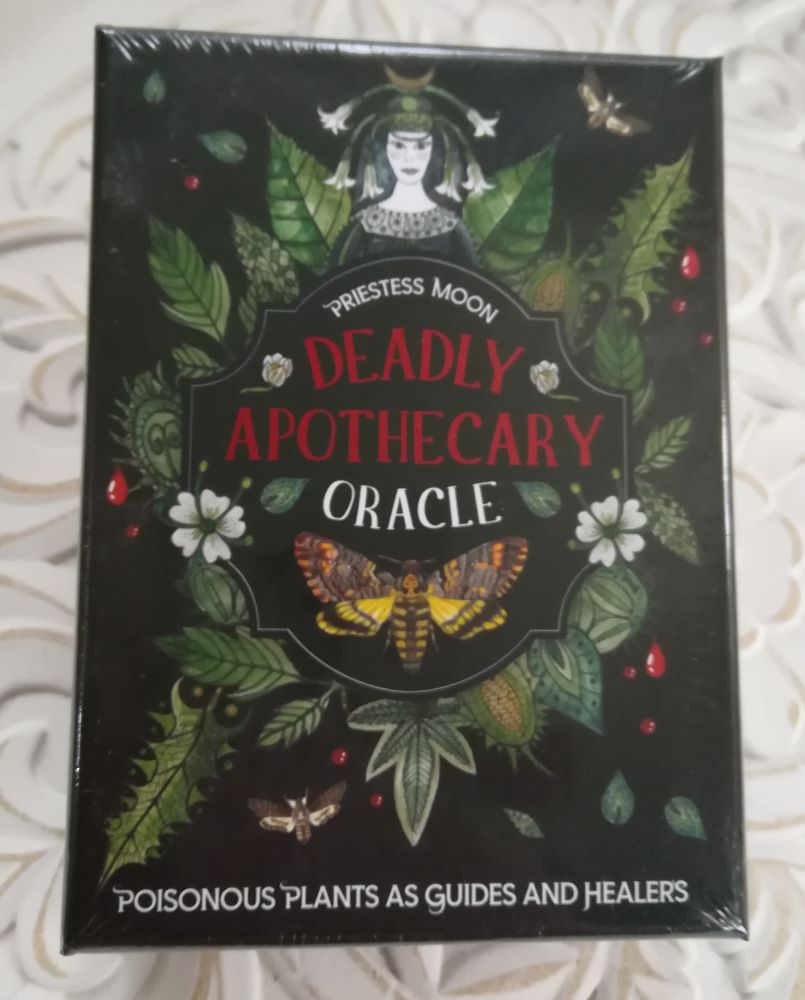 PRIESTESS MOON
DEADLY
APOTHECARY
ORACLE
POISONOUS PLANTS AS GUIDES AND HEALERS